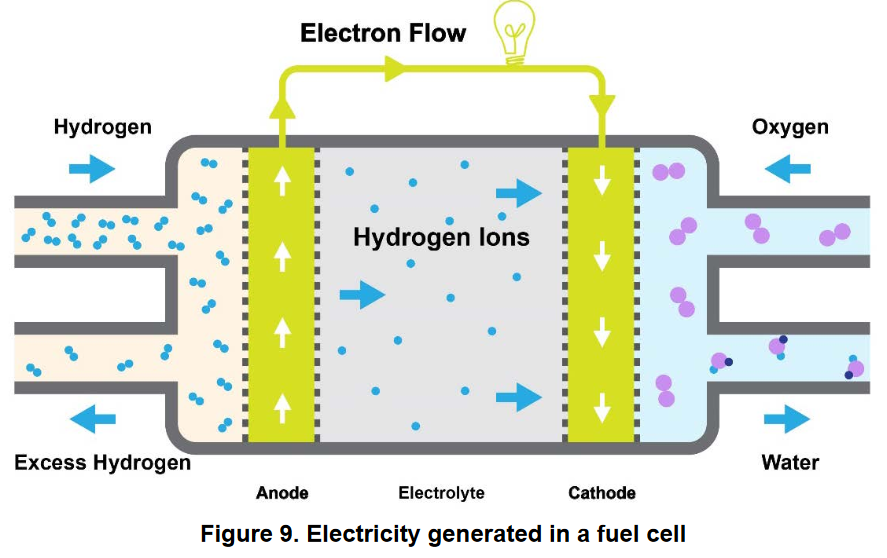 Electron Flow
Hydrogen
Oxygen
Hydrogen Ions
Excess Hydrogen
Water
Anode
Electrolyte
Cathode
Figure 9. Electricity generated in a fuel cell